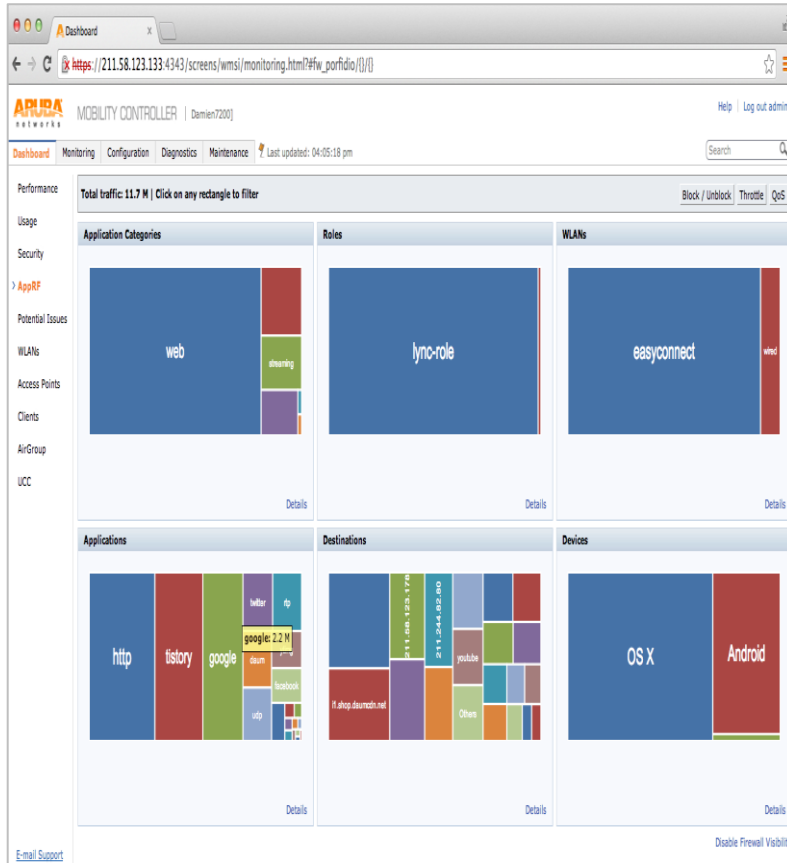 Dashboard
https://211.58.123.133:4343/screens/wmsi/monitoring.html?#fw_porfidio/{}/{}
ARUBA
networks
MOBILITY CONTROLLER | Damien7200]
Help | Log out admin
Dashboard Monitoring Configuration Diagnostics Maintenance Last updated: 04:05:18 pm
Search
Performance
Usage
Security
AppRF
Potential Issues
WLANs
Access Points
Clients
AirGroup
UCC
Total traffic: 11.7 M | Click on any rectangle to filter
Block / Unblock Throttle QoS
Application Categories
web
streaming
Details
Roles
lync-role
WLANs
easyconnect
wired
Details
Applications
http
tistory
google
twitter
rtp
google: 2.2 M
daum
facebook
udp
Details
Destinations
211.58.123.178
211.244.82.80
youtube
i1.shop.daumcdn.net
Others
Details
Devices
OS X
Android
Details
Disable Firewall Visibilit
E-mail Support